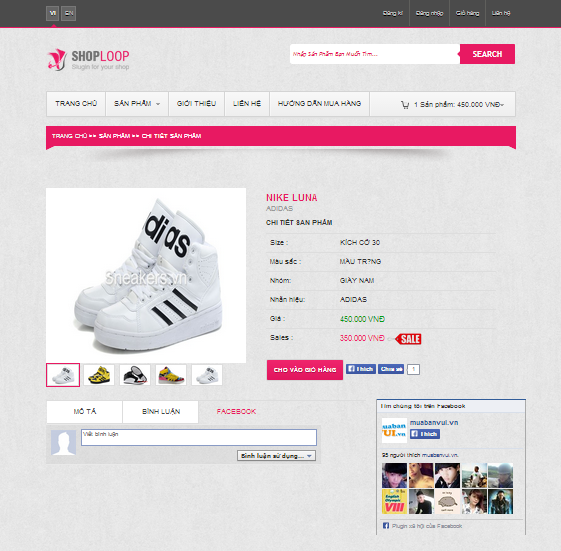 VI EN
Đăng kí Đăng nhập Giỏ hàng Liên hệ
SHOPLOOP
Plugin for your shop
Nhập Sản Phẩm Bạn Muốn Tìm....
SEARCH
TRANG CHỦ SẢN PHẨM GIỚI THIỆU LIÊN HỆ HƯỚNG DẪN MUA HÀNG
1 Sản phẩm: 450.000 VNĐ
TRANG CHỦ >> SẢN PHẨM >> CHI TIẾT SẢN PHẨM
adidas
Sneakers.vn
NIKE LUNA
ADIDAS
CHI TIẾT SẢN PHẨM
Size : KÍCH CỠ 30
Màu sắc : MÀU TR?NG
Nhóm: GIÀY NAM
Nhãn hiệu: ADIDAS
Giá : 450.000 VNĐ
Sales : 350.000 VNĐ SALE
CHO VÀO GIỎ HÀNG
Thích Chia sẻ 1
MÔ TẢ BÌNH LUẬN FACEBOOK
Viết bình luận
Bình luận sử dụng...
Tìm chúng tôi trên Facebook
muabanvui.vn
Thích
muabanvui.vn
English Olympic VIII
Plugin xã hội của Facebook